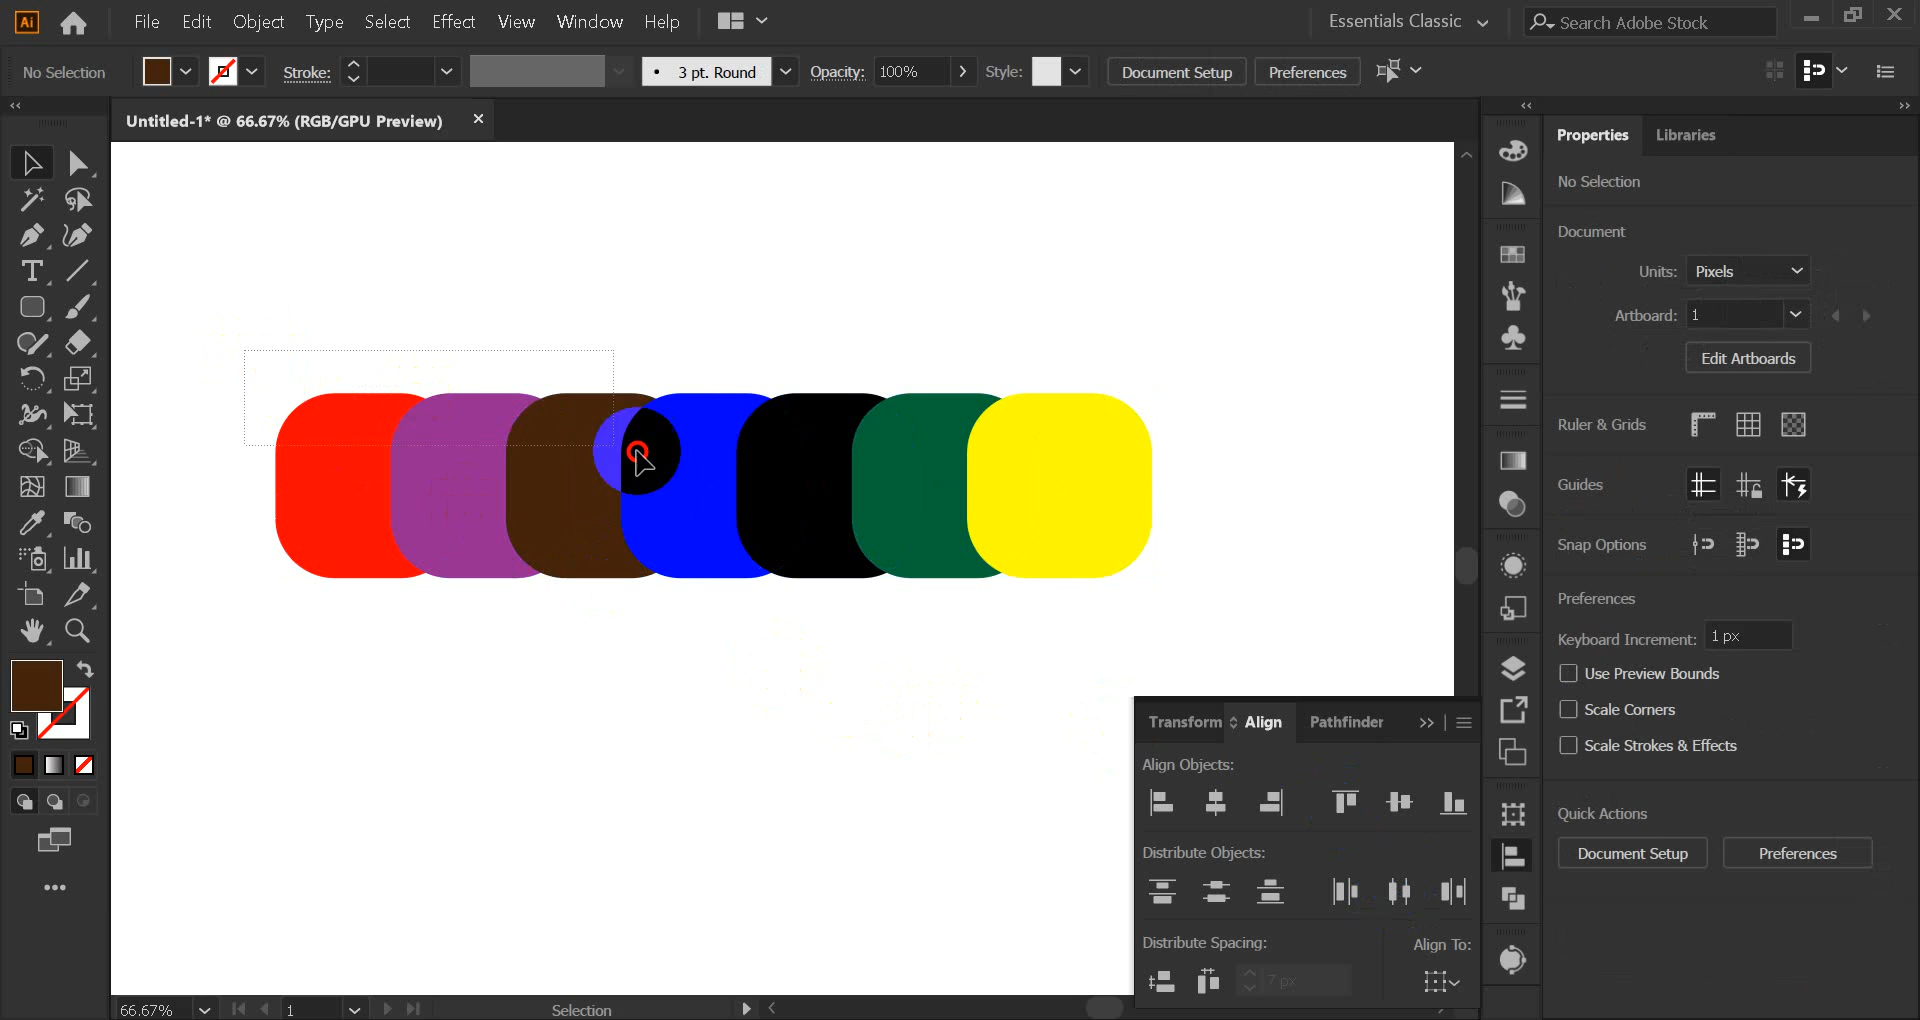 Ai File Edit Object Type Select Effect View Window Help Essentials Classic Search Adobe Stock
No Selection Stroke: 3 pt. Round Opacity: 100% Style: Document Setup Preferences
Untitled-1* @ 66.67% (RGB/GPU Preview)
Properties Libraries
No Selection
Document
Units: Pixels
Artboard: 1
Edit Artboards
Ruler & Grids
Guides
Snap Options
Preferences
Keyboard Increment: 1 px
Use Preview Bounds
Scale Corners
Scale Strokes & Effects
Quick Actions
Document Setup Preferences
Transform Align Pathfinder
Align Objects:
Distribute Objects:
Distribute Spacing: Align To:
7 px
66.67% 1 Selection